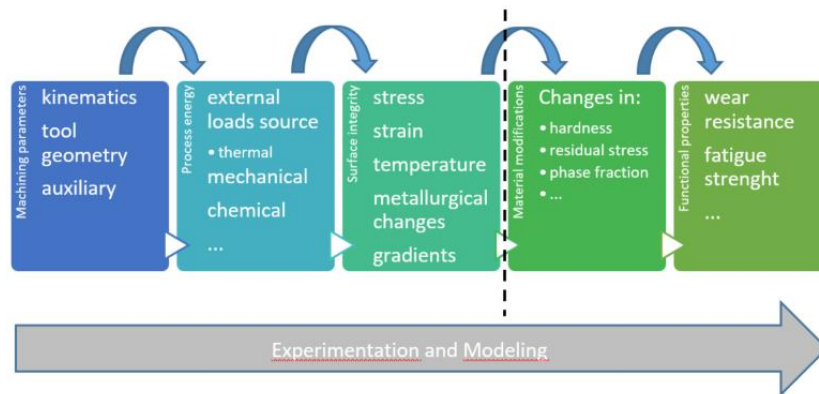 Machining parameters
kinematics
tool
geometry
auxiliary
Process energy
external
loads source
• thermal
mechanical
chemical
...
Surface integrity
stress
strain
temperature
metallurgical
changes
gradients
Material modifications
Changes in:
• hardness
• residual stress
• phase fraction
• ...
Functional properties
wear
resistance
fatigue
strenght
...
Experimentation and Modeling